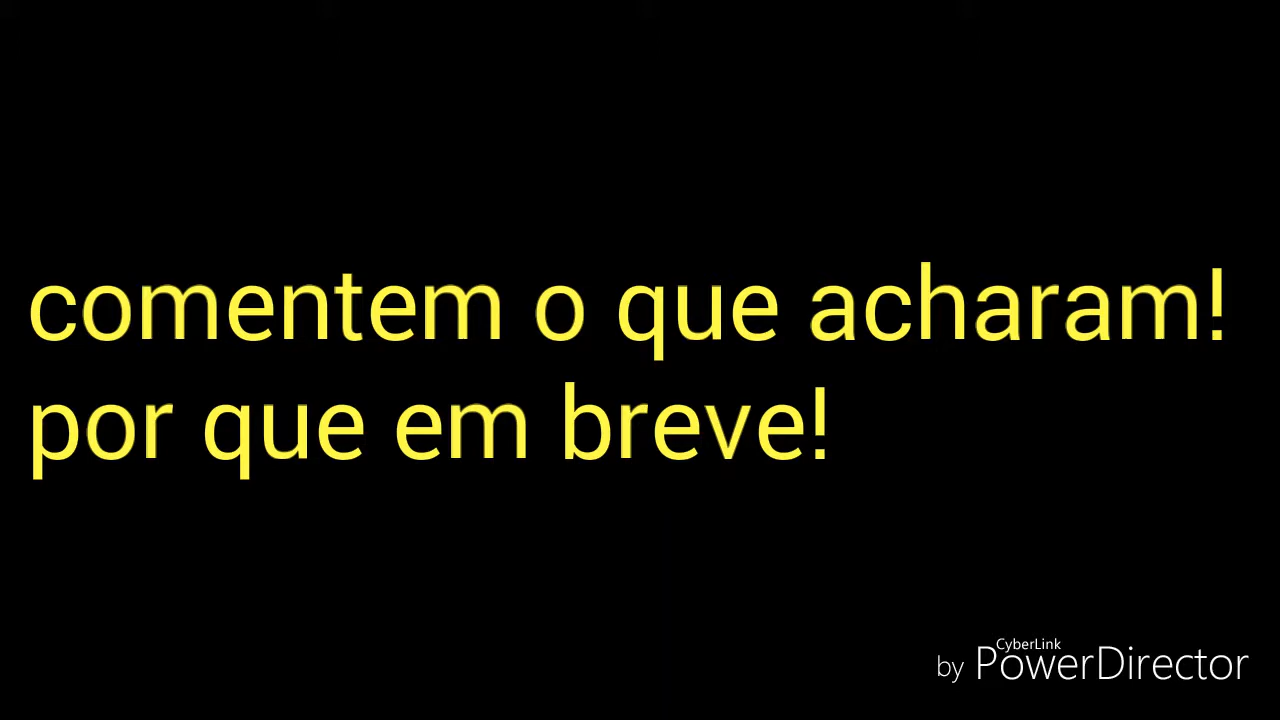 comentem o que acharam!
por que em breve!
CyberLink
by PowerDirector